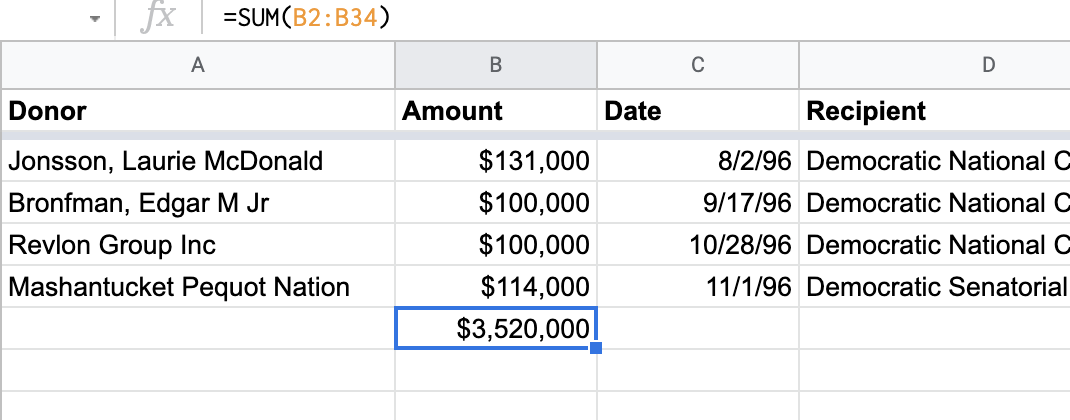 fx =SUM(B2:B34)
A B C D
Donor Amount Date Recipient
Jonsson, Laurie McDonald $131,000 8/2/96 Democratic National C
Bronfman, Edgar M Jr $100,000 9/17/96 Democratic National C
Revlon Group Inc $100,000 10/28/96 Democratic National C
Mashantucket Pequot Nation $114,000 11/1/96 Democratic Senatorial
$3,520,000